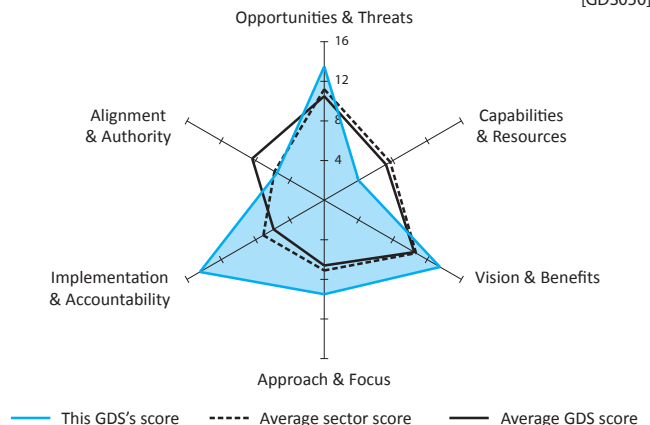 [GDS050]
Opportunities & Threats
16
12
8
4
Alignment
& Authority
Capabilities
& Resources
Implementation
& Accountability
Vision & Benefits
Approach & Focus
This GDS's score
Average sector score
Average GDS score